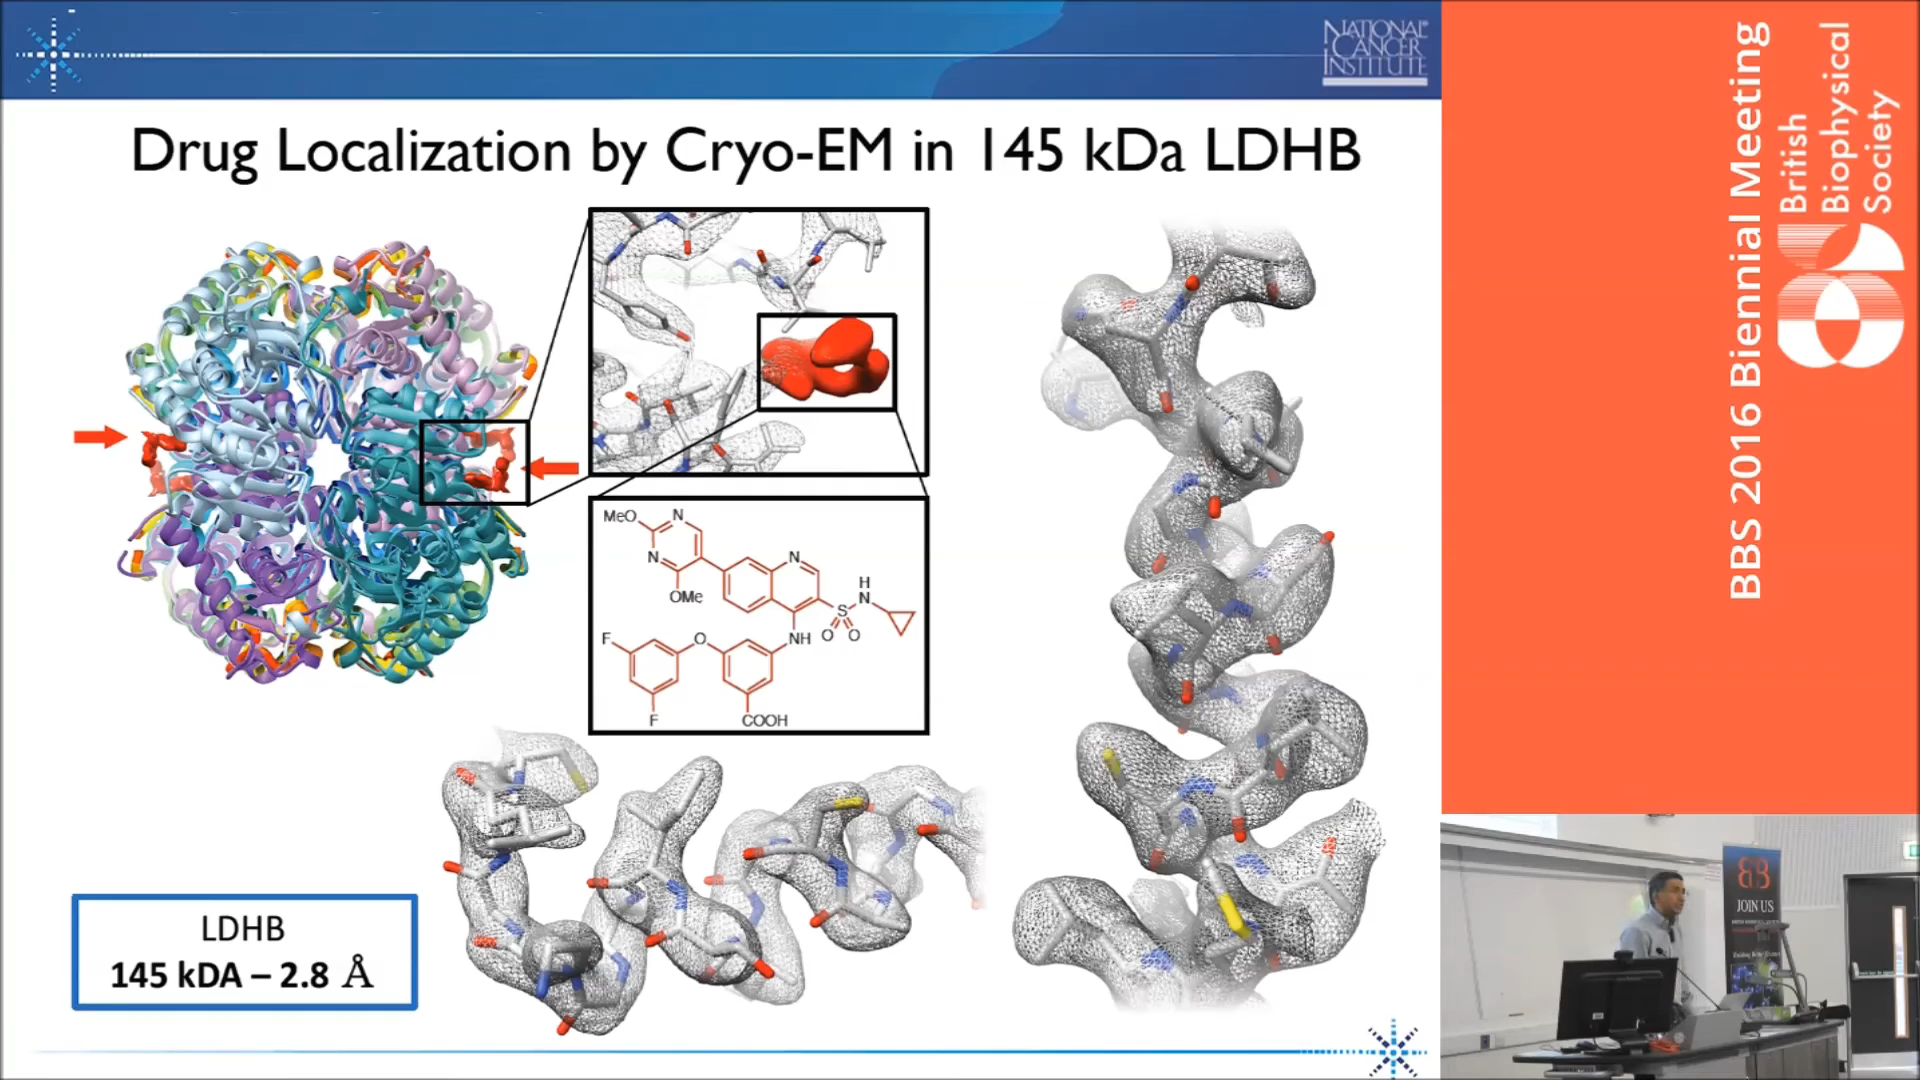 NATIONAL
CANCER
INSTITUTE
Drug Localization by Cryo-EM in 145 kDa LDHB
MeO
N
N
OMe
N
H
N
S
O O
NH
F
O
F
COOH
LDHB
145 kDA – 2.8 Å
BBS 2016 Biennial Meeting
British
Biophysical
Society
JOIN US